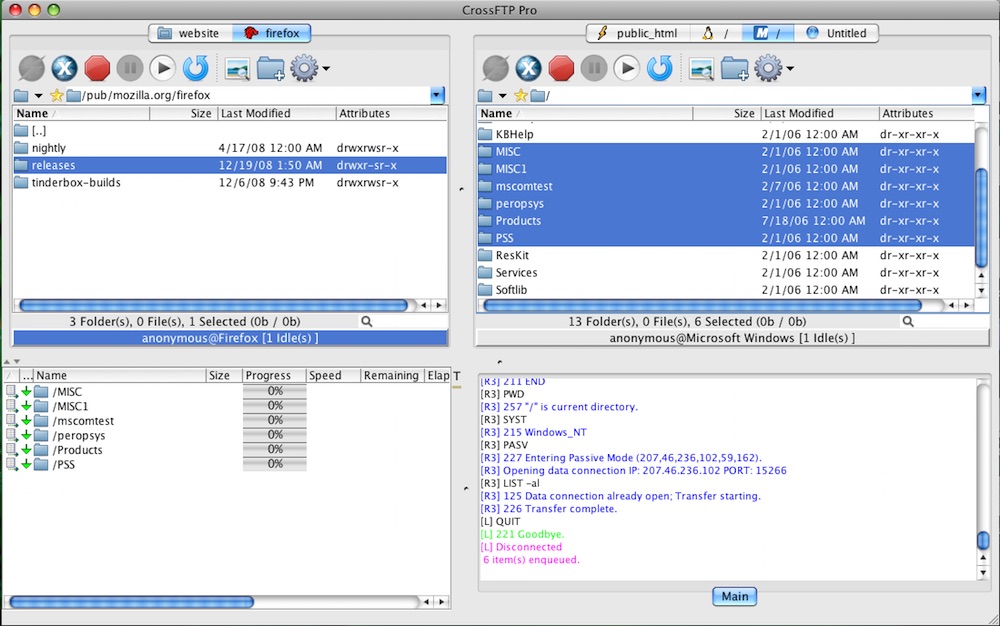 CrossFTP Pro
website firefox
/pub/mozilla.org/firefox
Name Size Last Modified Attributes
[..]
nightly 4/17/08 12:00 AM drwxrwsr-x
releases 12/19/08 1:50 AM drwxr-sr-x
tinderbox-builds 12/6/08 9:43 PM drwxrwsr-x
3 Folder(s), 0 File(s), 1 Selected (0b / 0b)
anonymous@Firefox [1 Idle(s) ]
public_html / M / Untitled
/
Name Size Last Modified Attributes
KBHelp 2/1/06 12:00 AM dr-xr-xr-x
MISC 2/1/06 12:00 AM dr-xr-xr-x
MISC1 2/1/06 12:00 AM dr-xr-xr-x
mscomtest 2/7/06 12:00 AM dr-xr-xr-x
peropsys 2/1/06 12:00 AM dr-xr-xr-x
Products 7/18/06 12:00 AM dr-xr-xr-x
PSS 2/1/06 12:00 AM dr-xr-xr-x
ResKit 2/1/06 12:00 AM dr-xr-xr-x
Services 2/1/06 12:00 AM dr-xr-xr-x
Softlib 2/1/06 12:00 AM dr-xr-xr-x
13 Folder(s), 0 File(s), 6 Selected (0b / 0b)
anonymous@Microsoft Windows [1 Idle(s) ]
/ ... Name Size Progress Speed Remaining Elap T
/MISC 0%
/MISC1 0%
/mscomtest 0%
/peropsys 0%
/Products 0%
/PSS 0%
[R3] 211 END
[R3] PWD
[R3] 257 "/" is current directory.
[R3] SYST
[R3] 215 Windows_NT
[R3] PASV
[R3] 227 Entering Passive Mode (207,46,236,102,59,162).
[R3] Opening data connection IP: 207.46.236.102 PORT: 15266
[R3] LIST -al
[R3] 125 Data connection already open; Transfer starting.
[R3] 226 Transfer complete.
[L] QUIT
[L] 221 Goodbye.
[L] Disconnected
6 item(s) enqueued.
Main